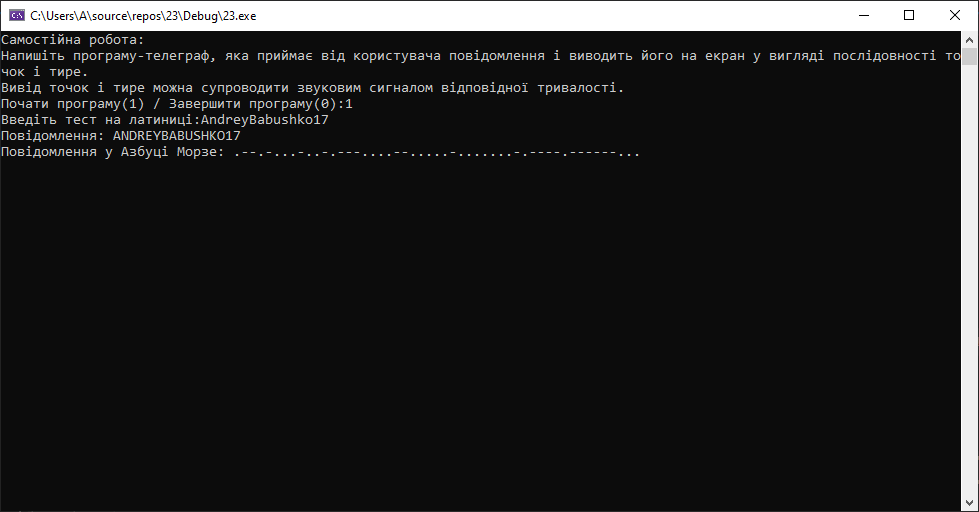 C:\Users\A\source\repos\23\Debug\23.exe
Самостійна робота:
Напишіть програму-телеграф, яка приймає від користувача повідомлення і виводить його на екран у вигляді послідовності то
чок і тире.
Вивід точок і тире можна супроводити звуковим сигналом відповідної тривалості.
Почати програму(1) / Завершити програму(0):1
Введіть тест на латиниці:AndreyBabushko17
Повідомлення: ANDREYBABUSHKO17
Повідомлення у Азбуці Морзе: .--.-...-..-.---....--.....-.......-.----.------...